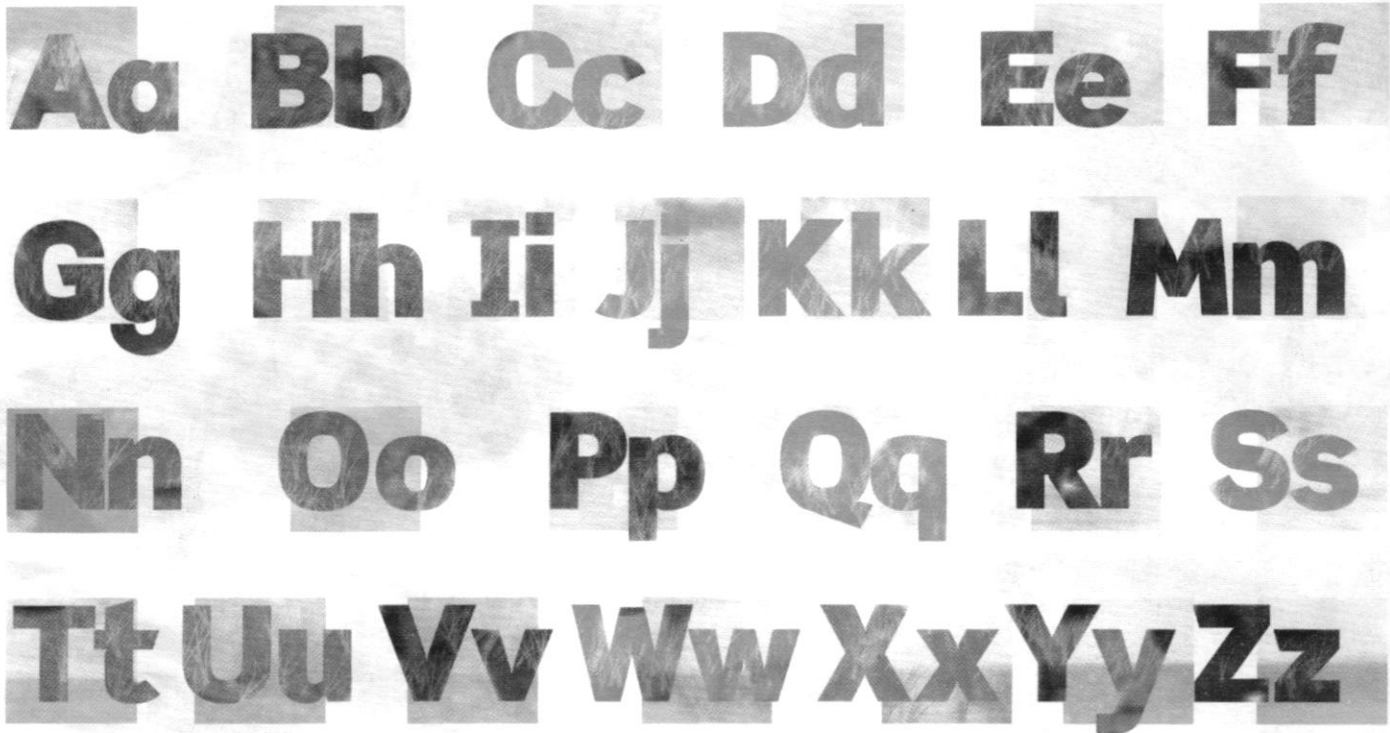 Aa Bb Cc Dd Ee Ff
Gg Hh Ii Jj Kk Ll Mm
Nn Oo Pp Qq Rr Ss
Tt Uu Vv Ww Xx Yy Zz